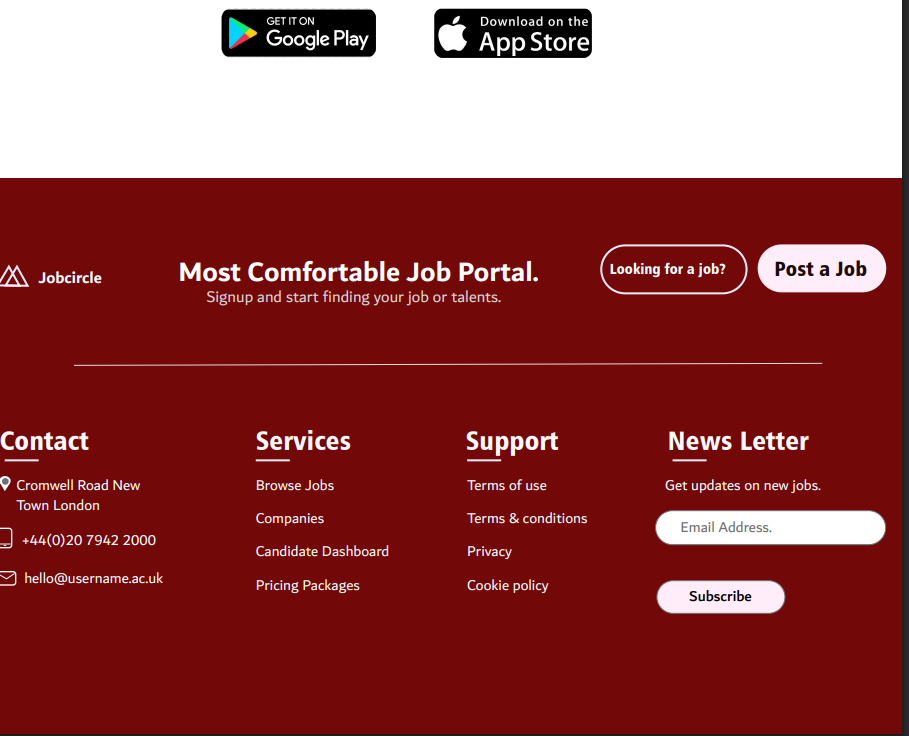 GET IT ON
Google Play
Download on the
App Store
Jobcircle
Most Comfortable Job Portal.
Signup and start finding your job or talents.
Looking for a job?
Post a Job
Contact
Cromwell Road New
Town London
+44(0)20 7942 2000
hello@username.ac.uk
Services
Browse Jobs
Companies
Candidate Dashboard
Pricing Packages
Support
Terms of use
Terms & conditions
Privacy
Cookie policy
News Letter
Get updates on new jobs.
Email Address.
Subscribe